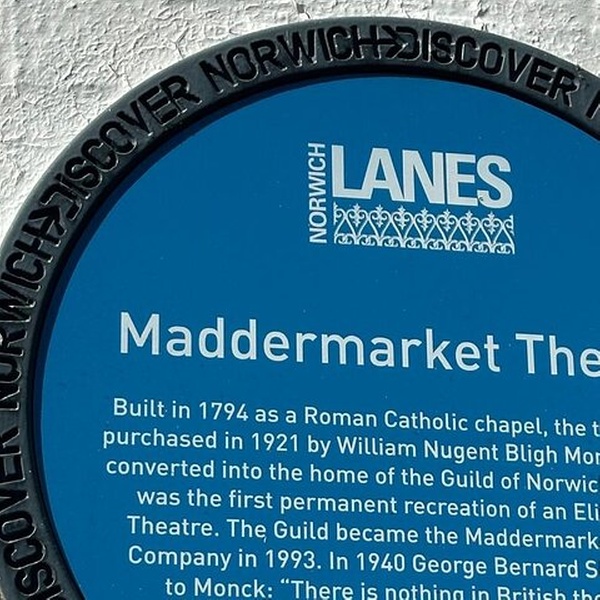 DISCOVER NORWICH DISCOVER NORWICH DISCOVER
NORWICH
LANES
Maddermarket The
Built in 1794 as a Roman Catholic chapel, the t
purchased in 1921 by William Nugent Bligh Mon
converted into the home of the Guild of Norwic
was the first permanent recreation of an Eli
Theatre. The Guild became the Maddermark
Company in 1993. In 1940 George Bernard S
to Monck: “There is nothing in British the